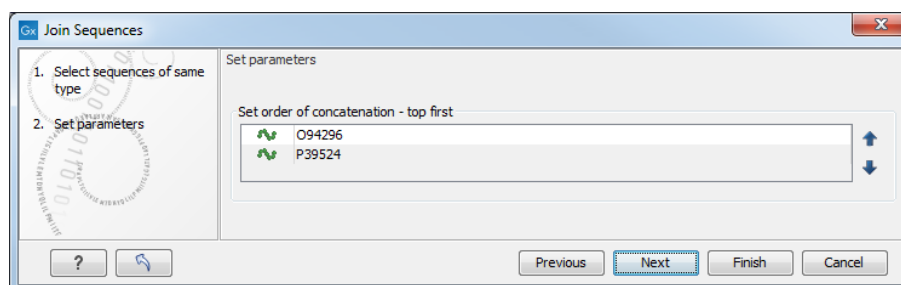 Gx Join Sequences
1. Select sequences of same
type
2. Set parameters
Set parameters
Set order of concatenation - top first
O94296
P39524
?
Previous
Next
Finish
Cancel